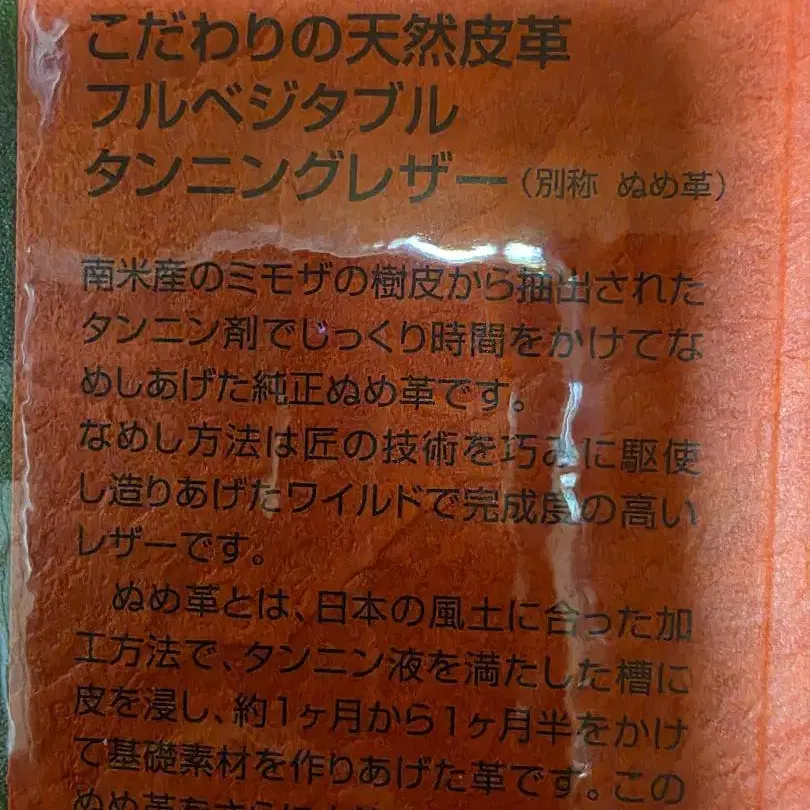 こだわりの天然皮革
フルベジタブル
タンニングレザー（別称 ぬめ革）
南米産のミモザの樹皮から抽出された
タンニン剤でじっくり時間をかけてな
めしあげた純正ぬめ革です。
なめし方法は匠の技術を巧みに駆使
し造りあげたワイルドで完成度の高い
レザーです。
ぬめ革とは、日本の風土に合った加
工方法で、タンニン液を満たした槽に
皮を浸し、約1ヶ月から1ヶ月半をかけ
て基礎素材を作りあげた革です。この
ぬめ革をさらに